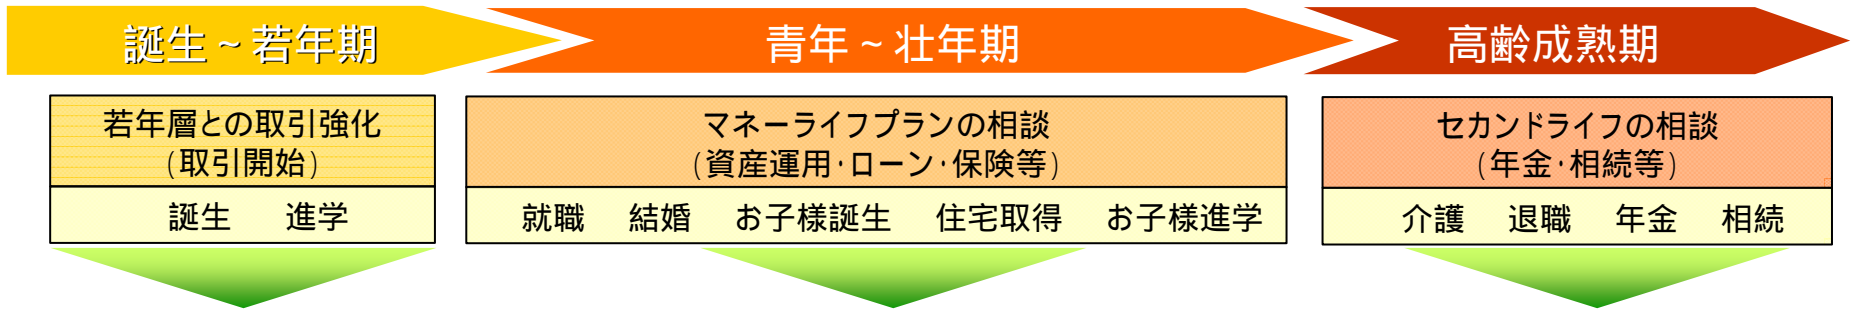 誕生～若年期
青年～壮年期
高齢成熟期
若年層との取引強化
(取引開始)
誕生 進学
マネーライフプランの相談
(資産運用・ローン・保険等)
就職 結婚 お子様誕生 住宅取得 お子様進学
セカンドライフの相談
(年金・相続等)
介護 退職 年金 相続